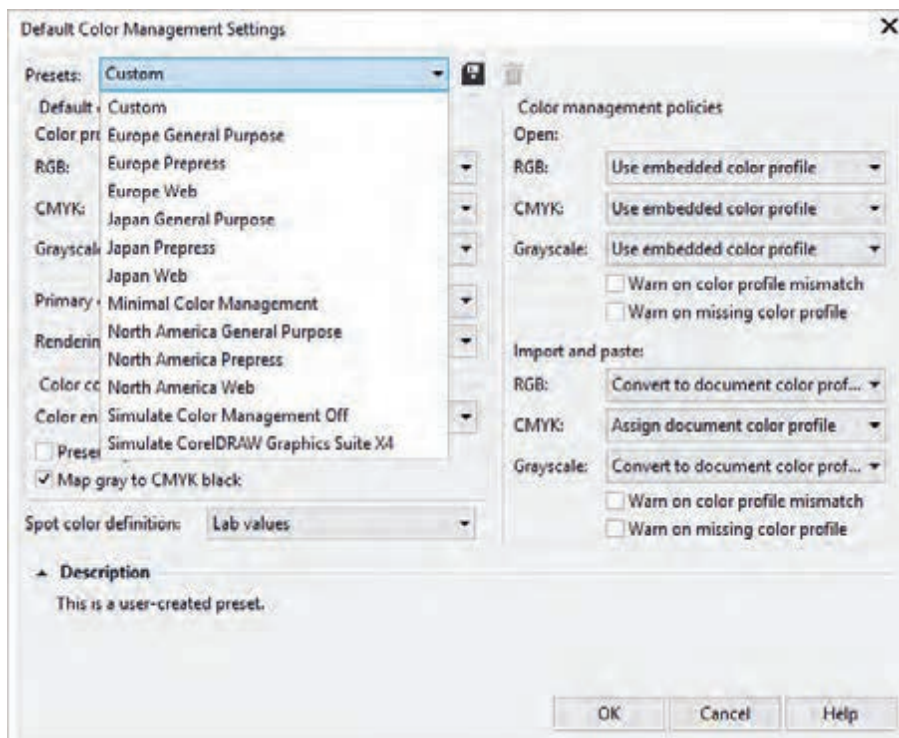 Default Color Management Settings
Presets: Custom
Default
Custom
Color
Europe General Purpose
RGB:
Europe Prepress
Europe Web
CMYK:
Japan General Purpose
Japan Prepress
Japan Web
Primary
Minimal Color Management
North America General Purpose
North America Prepress
Color
North America Web
Color
Simulate Color Management Off
Simulate CorelDRAW Graphics Suite X4
Map gray to CMYK black
Spot color definition: Lab values
Color management policies
Open:
RGB: Use embedded color profile
CMYK: Use embedded color profile
Grayscale: Use embedded color profile
Warn on color profile mismatch
Warn on missing color profile
Import and paste:
RGB: Convert to document color prof...
CMYK: Assign document color profile
Grayscale: Convert to document color prof...
Warn on color profile mismatch
Warn on missing color profile
Description
This is a user-created preset.
OK Cancel Help